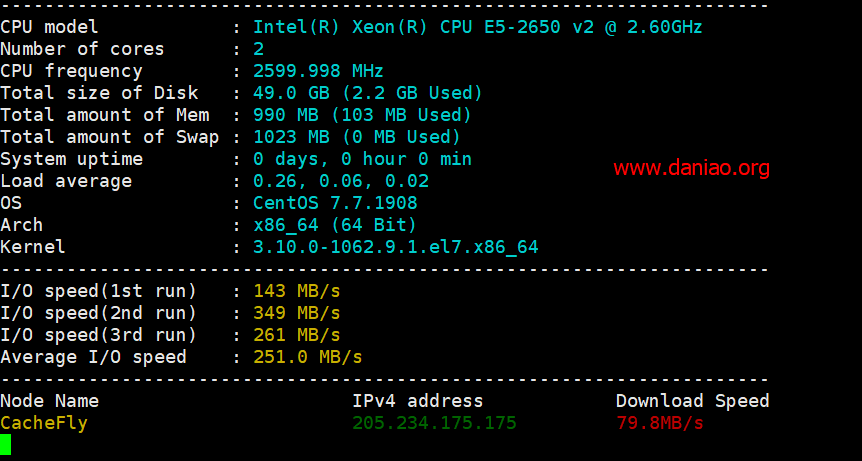 ----------------------------------------------------------------------
CPU model            : Intel(R) Xeon(R) CPU E5-2650 v2 @ 2.60GHz
Number of cores      : 2
CPU frequency        : 2599.998 MHz
Total size of Disk   : 49.0 GB (2.2 GB Used)
Total amount of Mem  : 990 MB (103 MB Used)
Total amount of Swap : 1023 MB (0 MB Used)
System uptime        : 0 days, 0 hour 0 min
www.daniao.org
Load average         : 0.26, 0.06, 0.02
OS                   : CentOS 7.7.1908
Arch                 : x86_64 (64 Bit)
Kernel               : 3.10.0-1062.9.1.el7.x86_64
----------------------------------------------------------------------
I/O speed(1st run)   : 143 MB/s
I/O speed(2nd run)   : 349 MB/s
I/O speed(3rd run)   : 261 MB/s
Average I/O speed    : 251.0 MB/s
----------------------------------------------------------------------
Node Name                       IPv4 address            Download Speed
CacheFly                        205.234.175.175         79.8MB/s